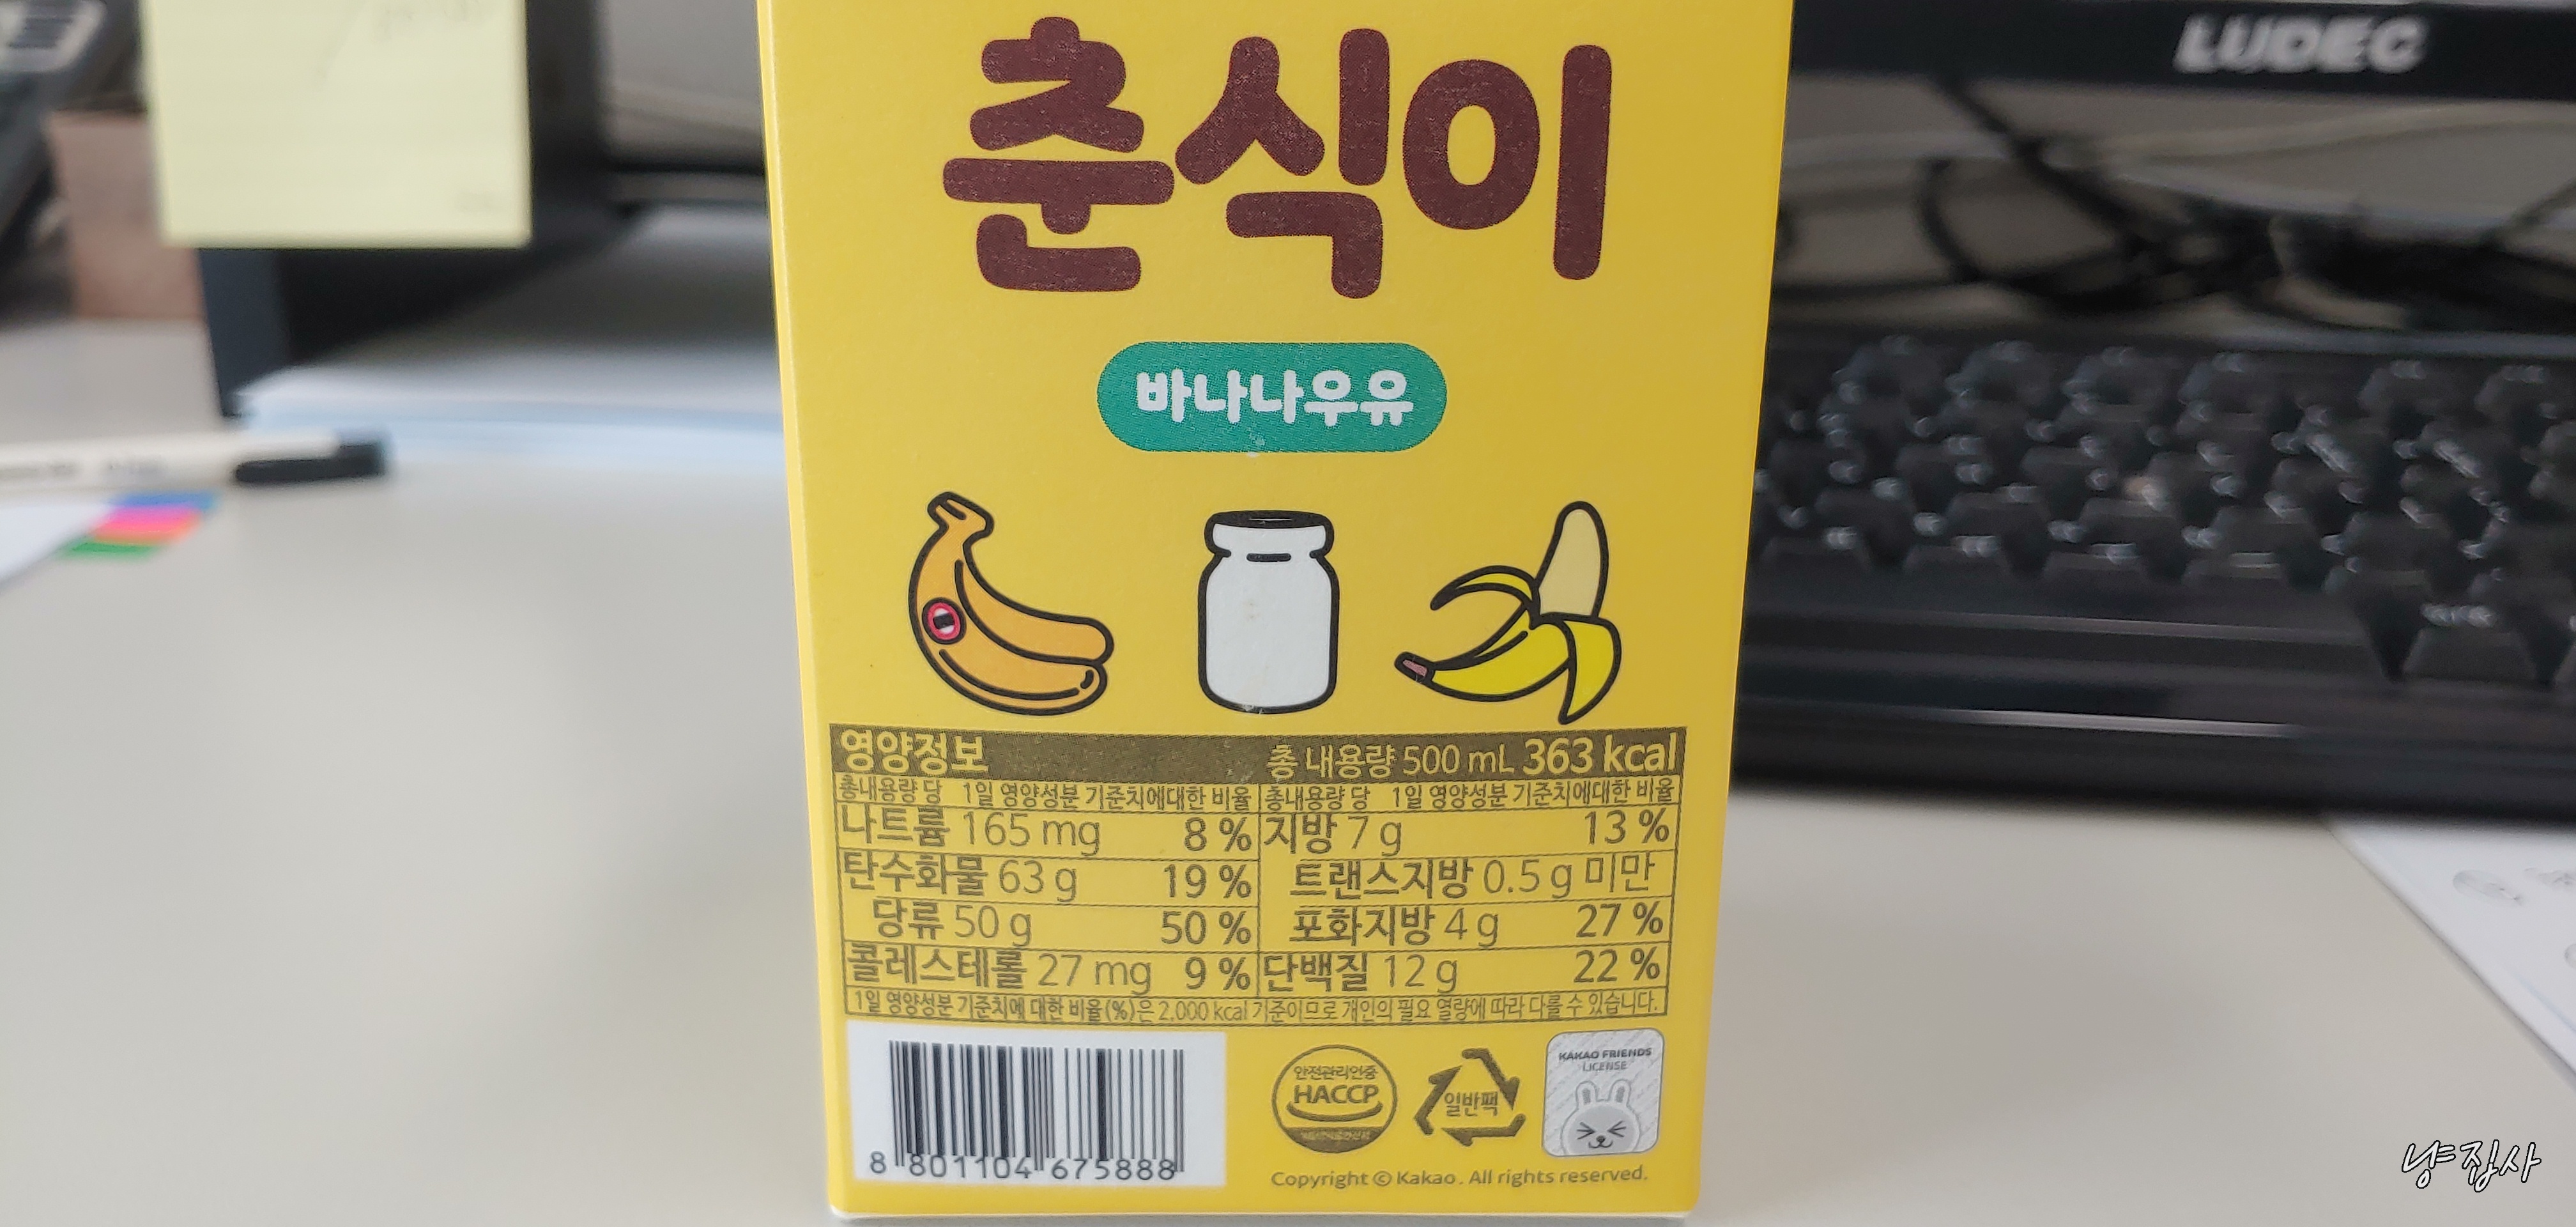 LUDEC
춘식이
바나나우유
영양정보 총 내용량 500 mL 363 kcal
총내용량 당 1일 영양성분 기준치에대한 비율 총내용량 당 1일 영양성분 기준치에대한 비율
나트륨 165 mg 8 % 지방 7 g 13 %
탄수화물 63 g 19 % 트랜스지방 0.5 g 미만
당류 50 g 50 % 포화지방 4 g 27 %
콜레스테롤 27 mg 9 % 단백질 12 g 22 %
1일 영양성분 기준치에 대한 비율(%)은 2,000 kcal 기준이므로 개인의 필요 열량에 따라 다를 수 있습니다.
안전관리인증
HACCP
일반팩
KAKAO FRIENDS
LICENSE
8 801104 675888
Copyright © Kakao. All rights reserved.
냥집사